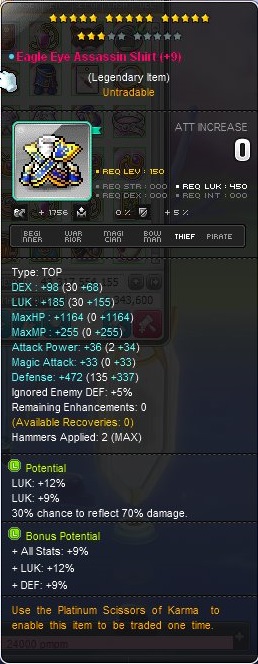 Eagle Eye Assassin Shirt (+9)
(Legendary Item)
Untradable
ATT INCREASE
0
REQ LEV : 150
REQ STR : 000
REQ LUK : 450
REQ DEX : 000
REQ INT : 000
+ 1756
0 %
+ 5 %
BEGINNER
WARRIOR
MAGICIAN
BOWMAN
THIEF
PIRATE
Type: TOP
DEX : +98 (30 +68)
LUK : +185 (30 +155)
MaxHP : +1164 (0 +1164)
MaxMP : +255 (0 +255)
Attack Power: +36 (2 +34)
Magic Attack: +33 (0 +33)
Defense: +472 (135 +337)
Ignored Enemy DEF: +5%
Remaining Enhancements: 0
(Available Recoveries: 0)
Hammers Applied: 2 (MAX)
Potential
LUK: +12%
LUK: +9%
30% chance to reflect 70% damage.
Bonus Potential
+ All Stats: +9%
+ LUK: +12%
+ DEF: +9%
Use the Platinum Scissors of Karma to
enable this item to be traded one time.